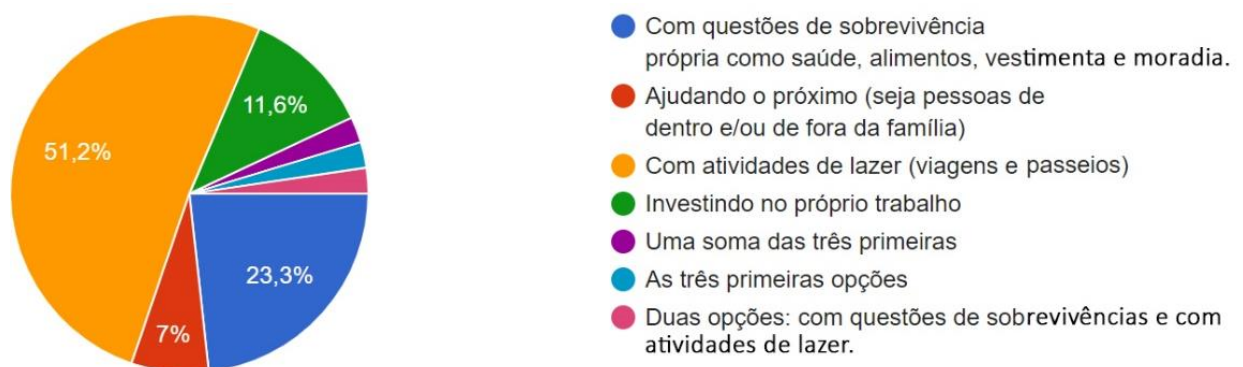 51,2%
11,6%
23,3%
7%
Com questões de sobrevivência
própria como saúde, alimentos, vestimenta e moradia.
Ajudando o próximo (seja pessoas de
dentro e/ou de fora da família)
Com atividades de lazer (viagens e passeios)
Investindo no próprio trabalho
Uma soma das três primeiras
As três primeiras opções
Duas opções: com questões de sobrevivências e com
atividades de lazer.